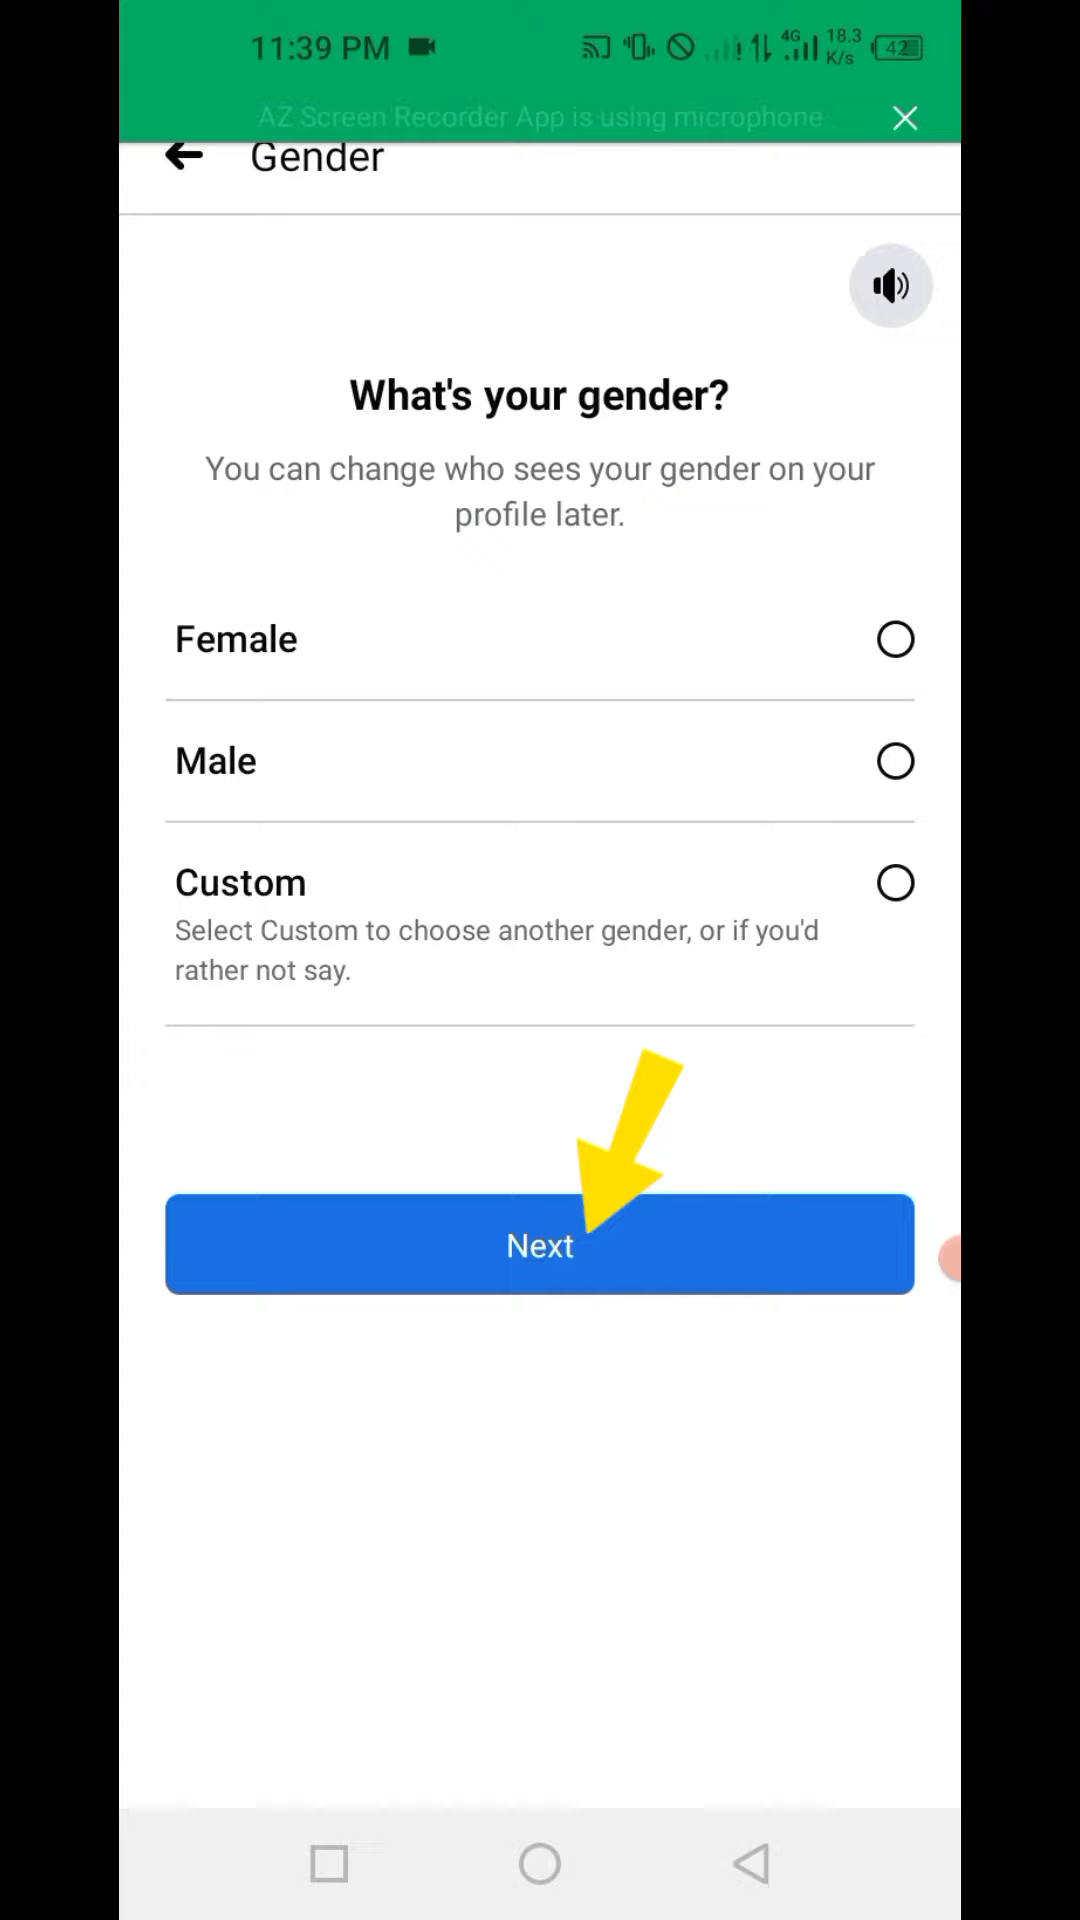 11:39 PM 4G 18.3 K/s 42
AZ Screen Recorder App is using microphone
Gender
What's your gender?
You can change who sees your gender on your
profile later.
Female
Male
Custom
Select Custom to choose another gender, or if you'd
rather not say.
Next